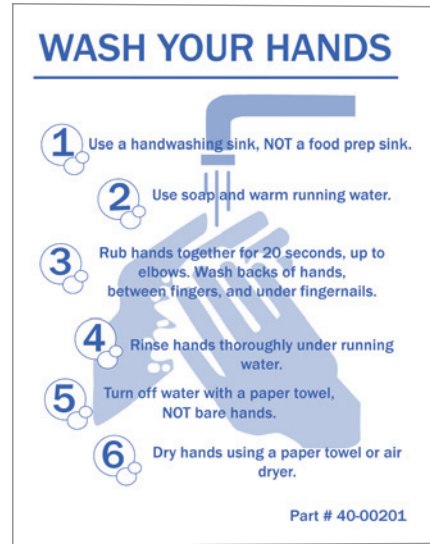 WASH YOUR HANDS
1 Use a handwashing sink, NOT a food prep sink.
2 Use soap and warm running water.
3 Rub hands together for 20 seconds, up to
elbows. Wash backs of hands,
between fingers, and under fingernails.
4 Rinse hands thoroughly under running
water.
5 Turn off water with a paper towel,
NOT bare hands.
6 Dry hands using a paper towel or air
dryer.
Part # 40-00201